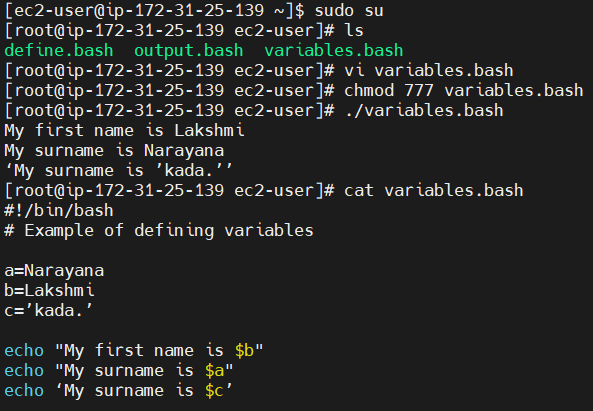 [ec2-user@ip-172-31-25-139 ~]$ sudo su
[root@ip-172-31-25-139 ec2-user]# ls
define.bash  output.bash  variables.bash
[root@ip-172-31-25-139 ec2-user]# vi variables.bash
[root@ip-172-31-25-139 ec2-user]# chmod 777 variables.bash
[root@ip-172-31-25-139 ec2-user]# ./variables.bash
My first name is Lakshmi
My surname is Narayana
‘My surname is ’kada.’’
[root@ip-172-31-25-139 ec2-user]# cat variables.bash
#!/bin/bash
# Example of defining variables
a=Narayana
b=Lakshmi
c=’kada.’
echo "My first name is $b"
echo "My surname is $a"
echo ‘My surname is $c’